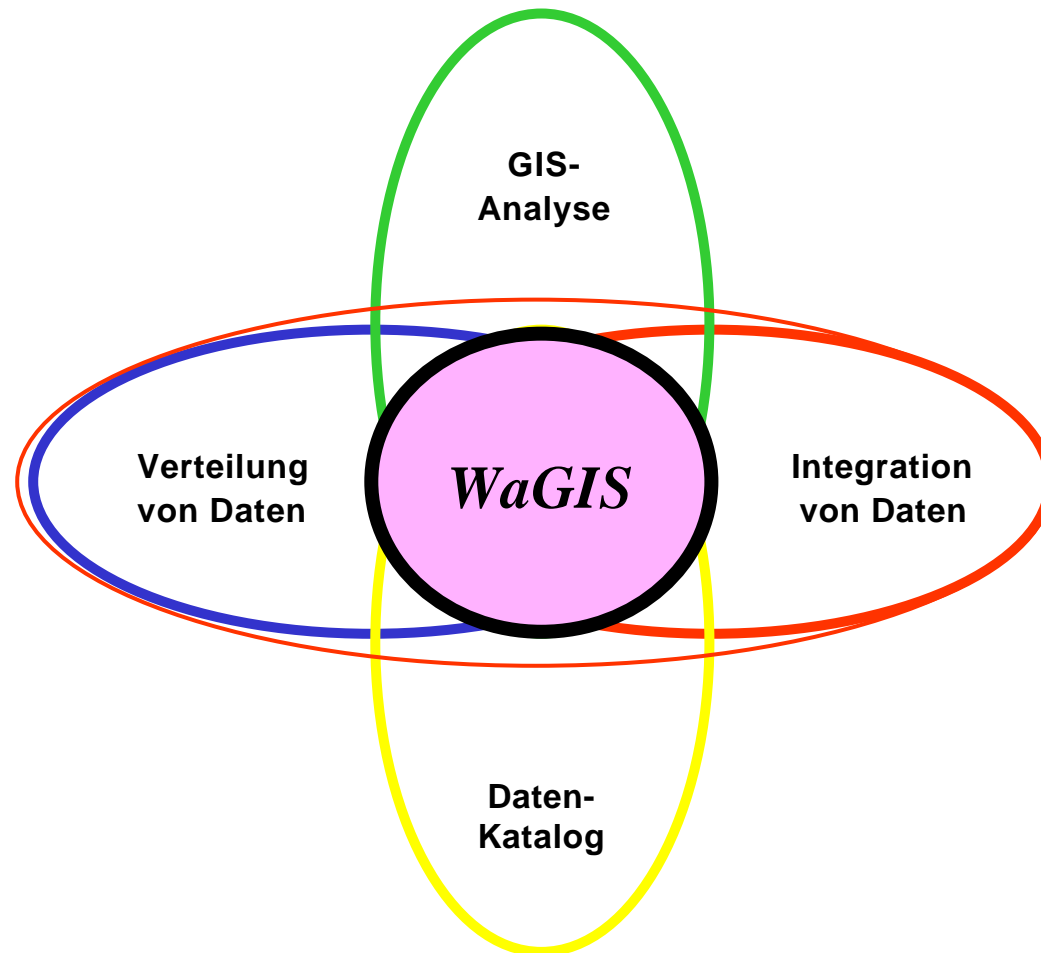 GIS-
Analyse
Verteilung
von Daten
WaGIS
Integration
von Daten
Daten-
Katalog